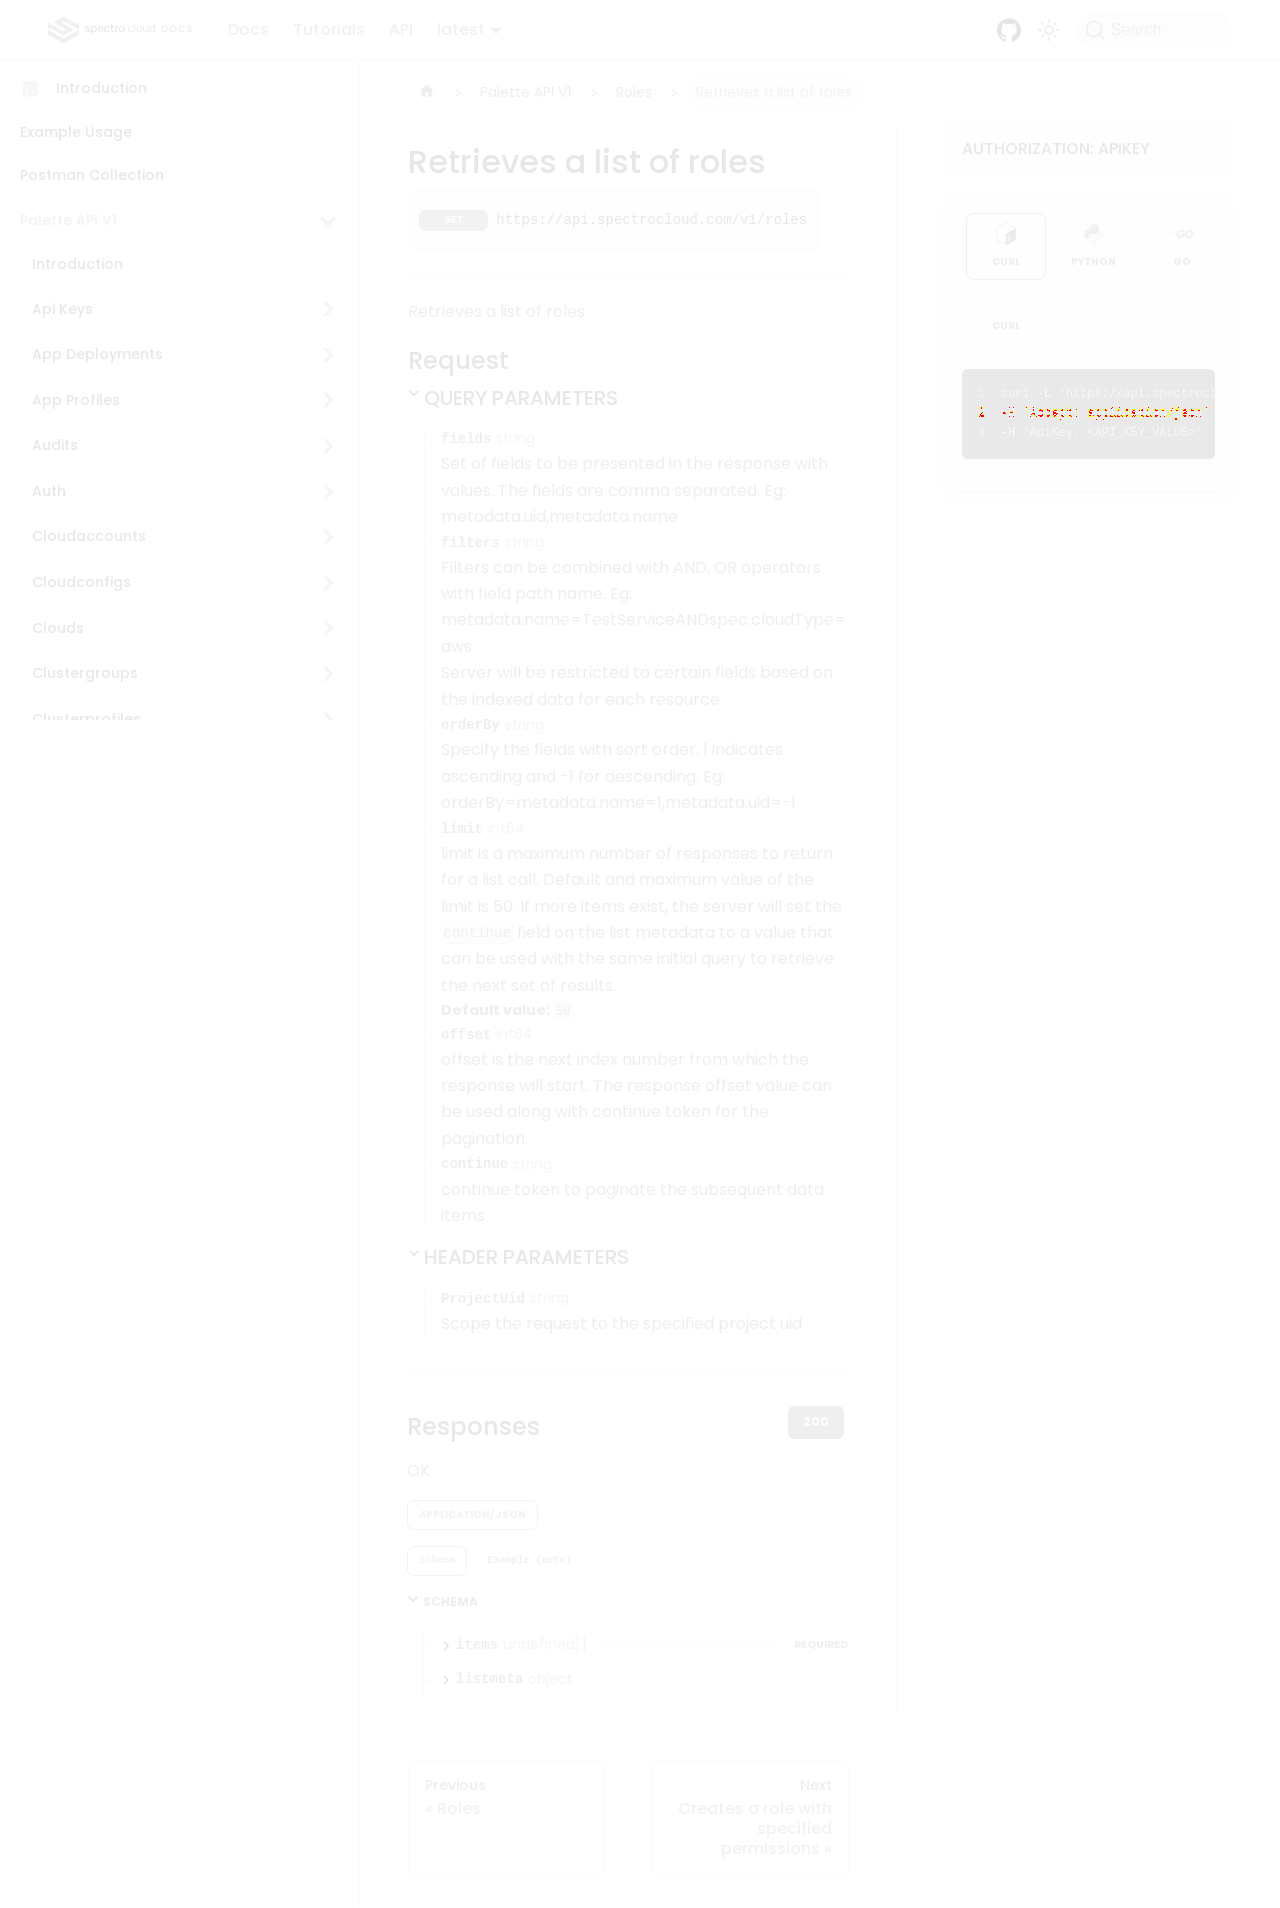 spectro cloud DOCS
Docs
Tutorials
API
latest
Search
Introduction
Example Usage
Postman Collection
Palette API V1
Introduction
Api Keys
App Deployments
App Profiles
Audits
Auth
Cloudaccounts
Cloudconfigs
Clouds
Clustergroups
Clusterprofiles
Palette API V1
Roles
Retrieves a list of roles
Retrieves a list of roles
GET https://api.spectrocloud.com/v1/roles
Retrieves a list of roles
Request
QUERY PARAMETERS
fields string
Set of fields to be presented in the response with
values. The fields are comma separated. Eg:
metadata.uid,metadata.name
filters string
Filters can be combined with AND, OR operators
with field path name. Eg:
metadata.name=TestServiceANDspec.cloudType=
aws
Server will be restricted to certain fields based on
the indexed data for each resource.
orderBy string
Specify the fields with sort order. 1 indicates
ascending and -1 for descending. Eg:
orderBy=metadata.name=1,metadata.uid=-1
limit int64
limit is a maximum number of responses to return
for a list call. Default and maximum value of the
limit is 50. If more items exist, the server will set the
continue field on the list metadata to a value that
can be used with the same initial query to retrieve
the next set of results.
Default value: 50
offset int64
offset is the next index number from which the
response will start. The response offset value can
be used along with continue token for the
pagination.
continue string
continue token to paginate the subsequent data
items
HEADER PARAMETERS
ProjectUid string
Scope the request to the specified project uid
Responses
200
OK
APPLICATION/JSON
Schema
Example (auto)
SCHEMA
items undefined[]
REQUIRED
listmeta object
Previous
« Roles
Next
Creates a role with
specified
permissions »
AUTHORIZATION: APIKEY
CURL
PYTHON
GO
GO
CURL
1 curl -L 'https://api.spectrocl
2 -H 'Accept: application/json'
3 -H 'ApiKey: <API_KEY_VALUE>'